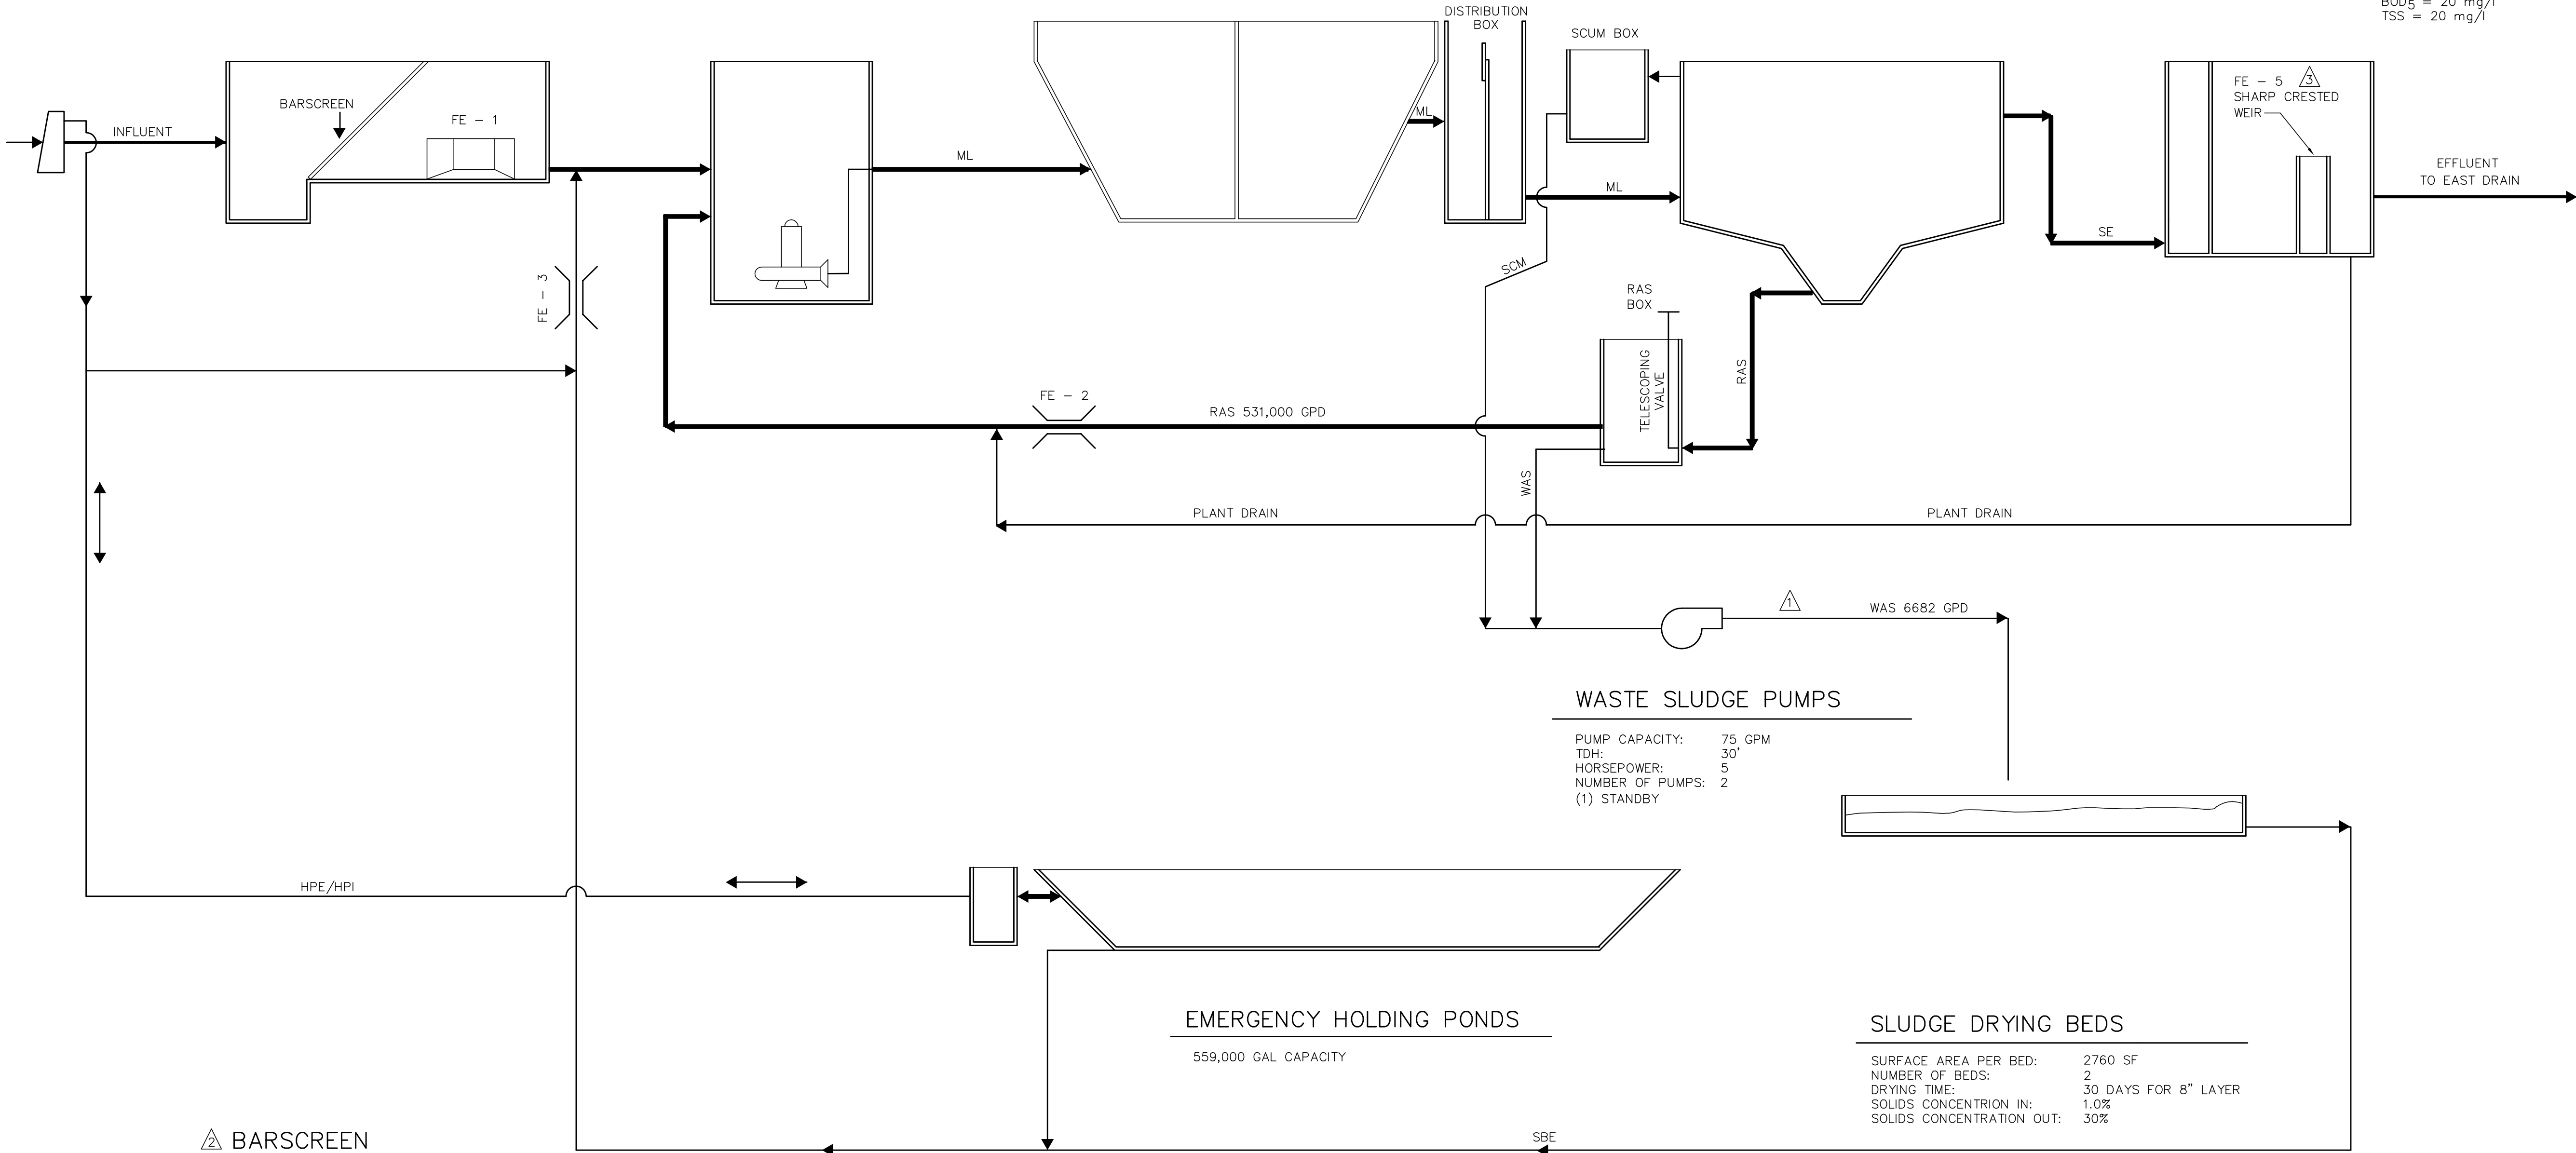 BOD5 = 20 mg/l
TSS = 20 mg/l
DISTRIBUTION
BOX
SCUM BOX
BARSCREEN
FE - 1
INFLUENT
ML
ML
ML
FE - 5 3
SHARP CRESTED
WEIR
EFFLUENT
TO EAST DRAIN
SE
SCM
FE - 3
RAS
BOX
TELESCOPING
VALVE
RAS
FE - 2
RAS 531,000 GPD
WAS
PLANT DRAIN
PLANT DRAIN
1
WAS 6682 GPD
WASTE SLUDGE PUMPS
PUMP CAPACITY: 75 GPM
TDH: 30'
HORSEPOWER: 5
NUMBER OF PUMPS: 2
(1) STANDBY
HPE/HPI
EMERGENCY HOLDING PONDS
559,000 GAL CAPACITY
SLUDGE DRYING BEDS
SURFACE AREA PER BED: 2760 SF
NUMBER OF BEDS: 2
DRYING TIME: 30 DAYS FOR 8" LAYER
SOLIDS CONCENTRION IN: 1.0%
SOLIDS CONCENTRATION OUT: 30%
SBE
2 BARSCREEN